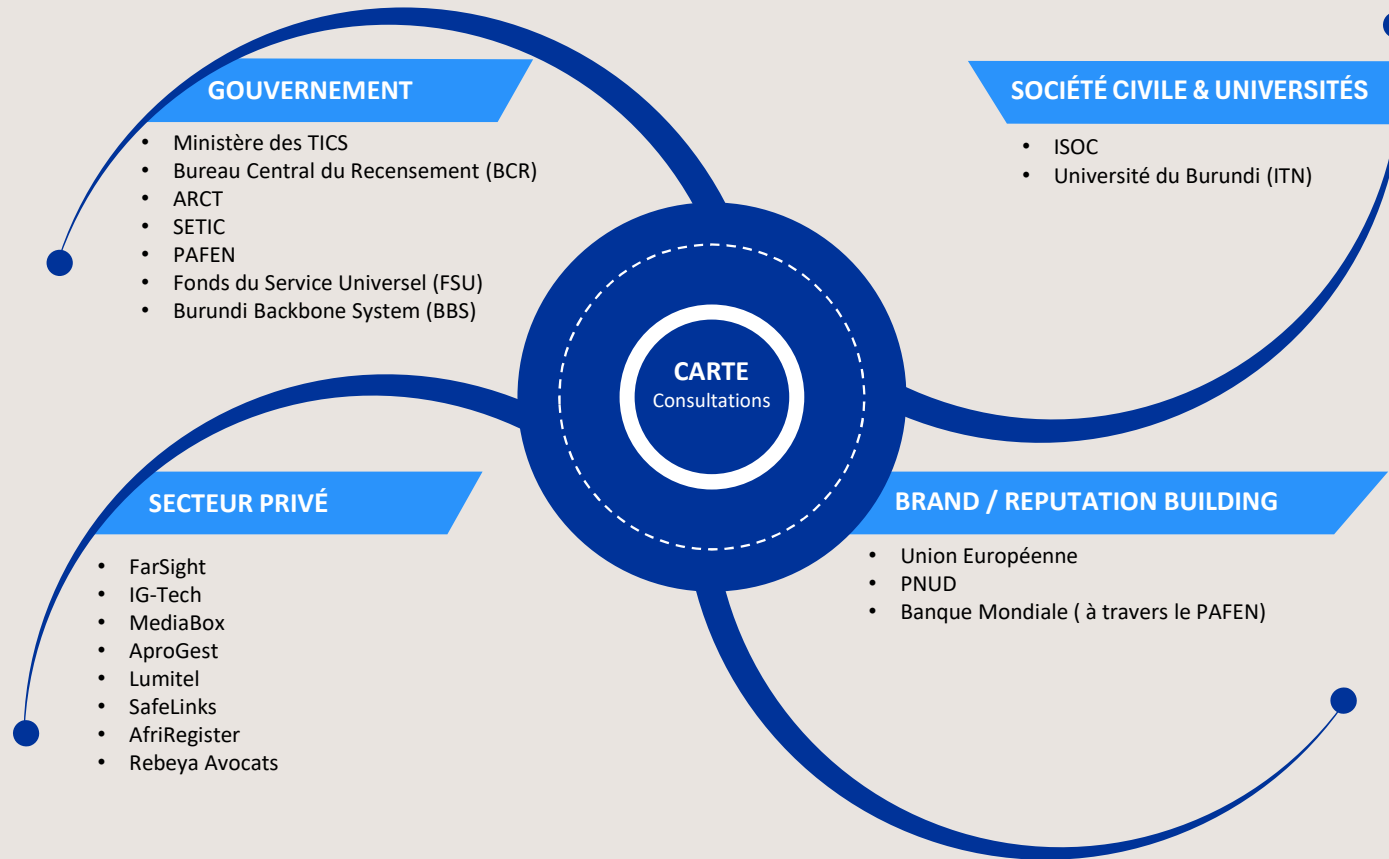 GOUVERNEMENT
• Ministère des TICS
• Bureau Central du Recensement (BCR)
• ARCT
• SETIC
• PAFEN
• Fonds du Service Universel (FSU)
• Burundi Backbone System (BBS)
SOCIÉTÉ CIVILE & UNIVERSITÉS
• ISOC
• Université du Burundi (ITN)
CARTE
Consultations
SECTEUR PRIVÉ
• FarSight
• IG-Tech
• MediaBox
• AproGest
• Lumitel
• SafeLinks
• AfriRegister
• Rebeya Avocats
BRAND / REPUTATION BUILDING
• Union Européenne
• PNUD
• Banque Mondiale ( à travers le PAFEN)